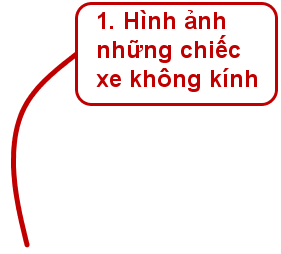 1. Hình ảnh
những chiếc
xe không kính